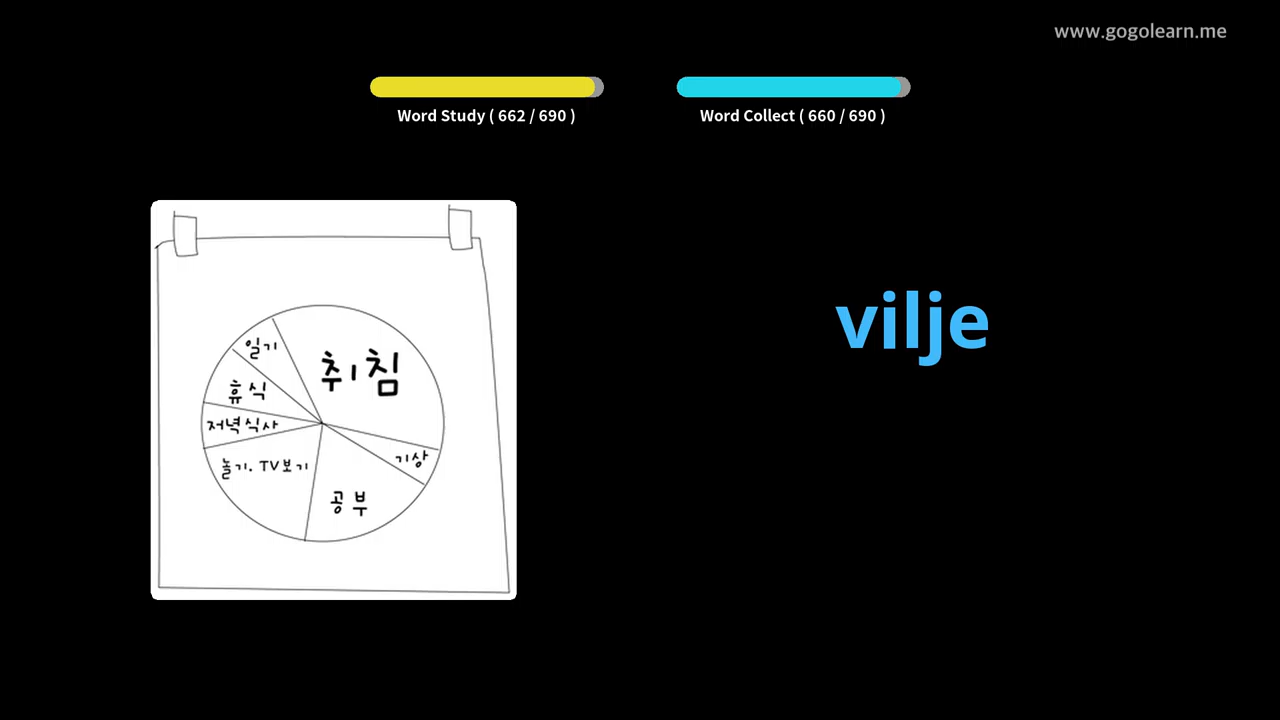 www.gogolearn.me
Word Study ( 662 / 690 )
Word Collect ( 660 / 690 )
일기
취침
휴식
저녁식사
놀기. TV보기
기상
공부
vilje